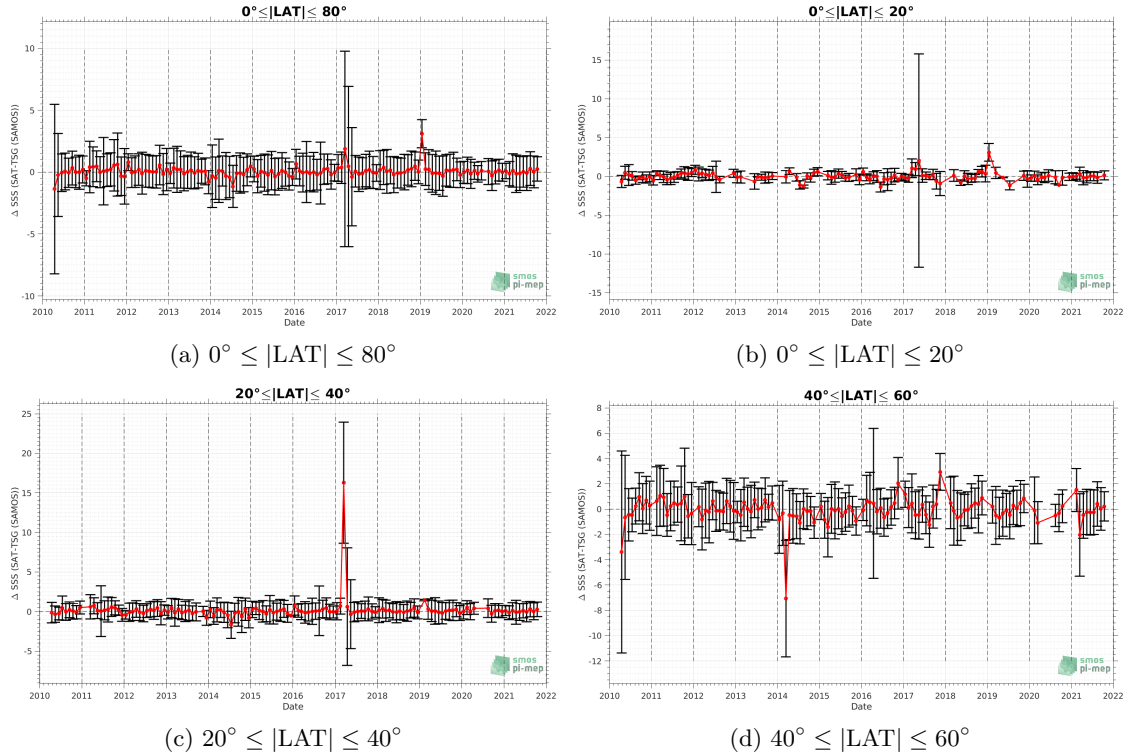 0°≤|LAT|≤ 80°
Δ SSS (SAT-TSG (SAMOS))
10
5
0
-5
-10
2010 2011 2012 2013 2014 2015 2016 2017 2018 2019 2020 2021 2022
Date
smos
pi-mep
(a) 0° ≤ |LAT| ≤ 80°
0°≤|LAT|≤ 20°
Δ SSS (SAT-TSG (SAMOS))
15
10
5
0
-5
-10
-15
2010 2011 2012 2013 2014 2015 2016 2017 2018 2019 2020 2021 2022
Date
smos
pi-mep
(b) 0° ≤ |LAT| ≤ 20°
20°≤|LAT|≤ 40°
Δ SSS (SAT-TSG (SAMOS))
25
20
15
10
5
0
-5
2010 2011 2012 2013 2014 2015 2016 2017 2018 2019 2020 2021 2022
Date
smos
pi-mep
(c) 20° ≤ |LAT| ≤ 40°
40°≤|LAT|≤ 60°
Δ SSS (SAT-TSG (SAMOS))
8
6
4
2
0
-2
-4
-6
-8
-10
-12
2010 2011 2012 2013 2014 2015 2016 2017 2018 2019 2020 2021 2022
Date
smos
pi-mep
(d) 40° ≤ |LAT| ≤ 60°